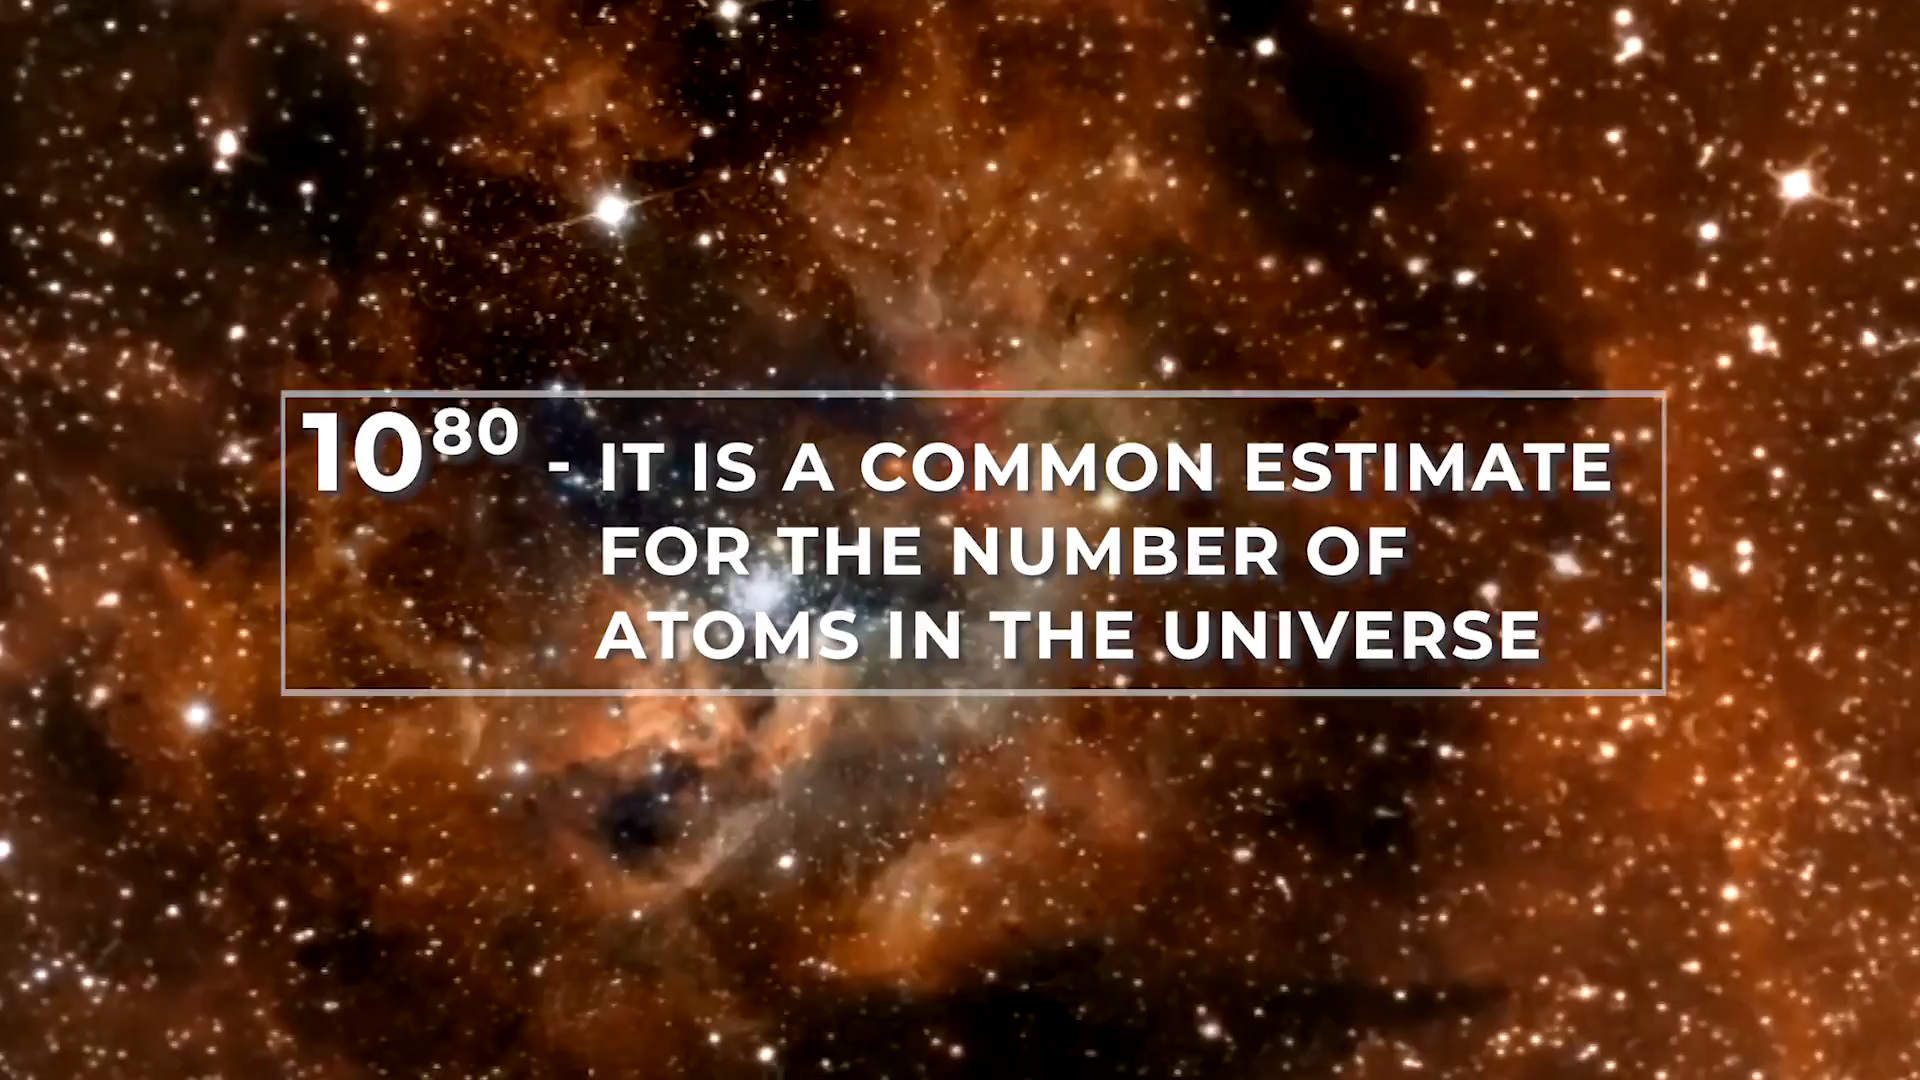 10⁸⁰ - IT IS A COMMON ESTIMATE
FOR THE NUMBER OF
ATOMS IN THE UNIVERSE